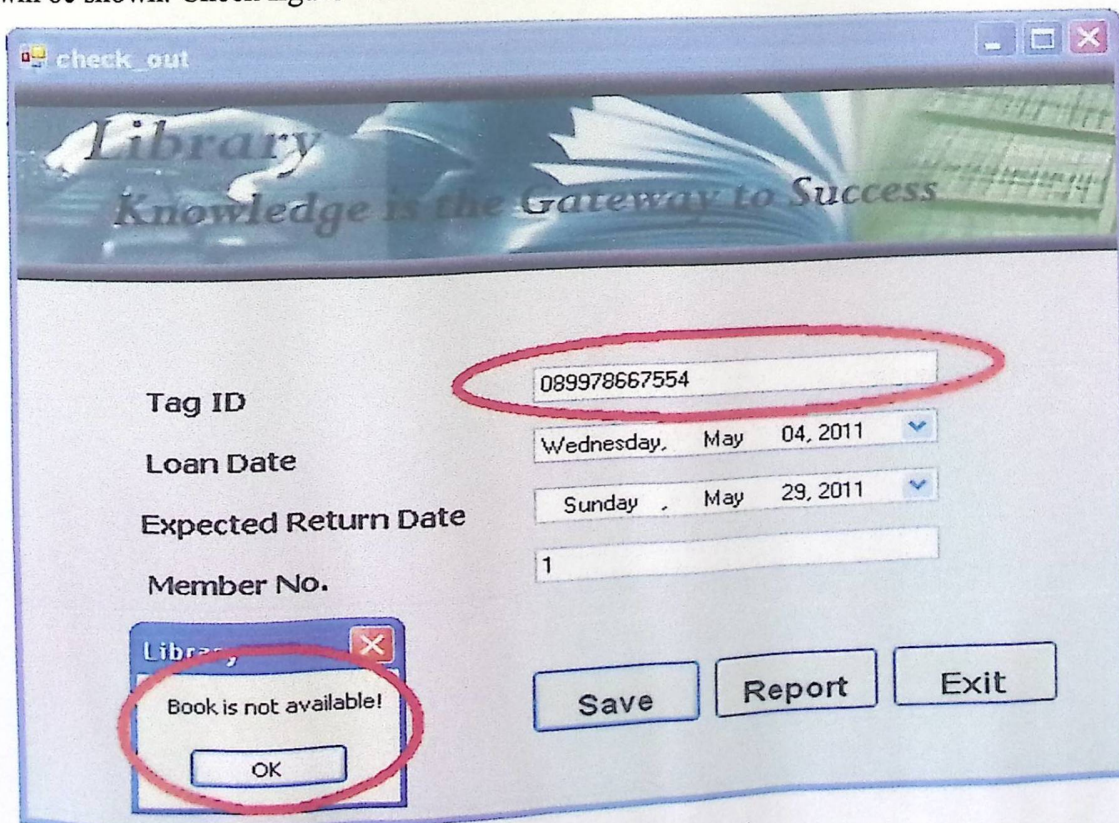 will be shown. Check
check_out
Library
Knowledge is the Gateway to Success
Tag ID
089978667554
Loan Date
Wednesday, May 04, 2011
Expected Return Date
Sunday , May 29, 2011
Member No.
1
Library
Book is not available!
OK
Save
Report
Exit